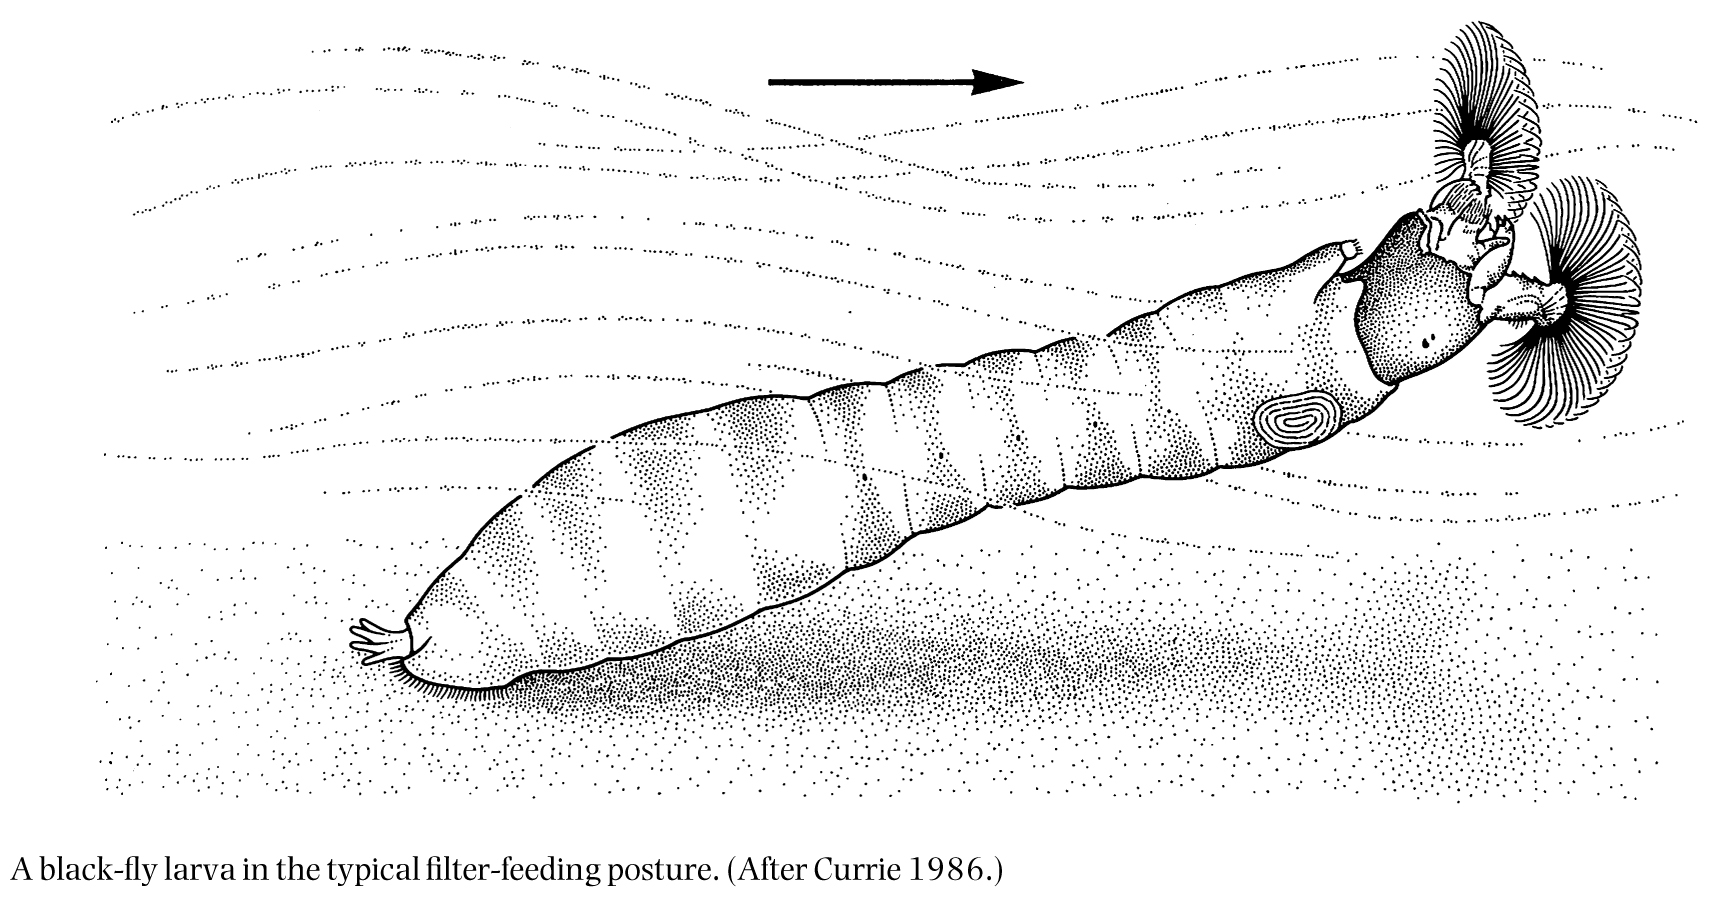 A black-fly larva in the typical filter-feeding posture. (After Currie 1986.)